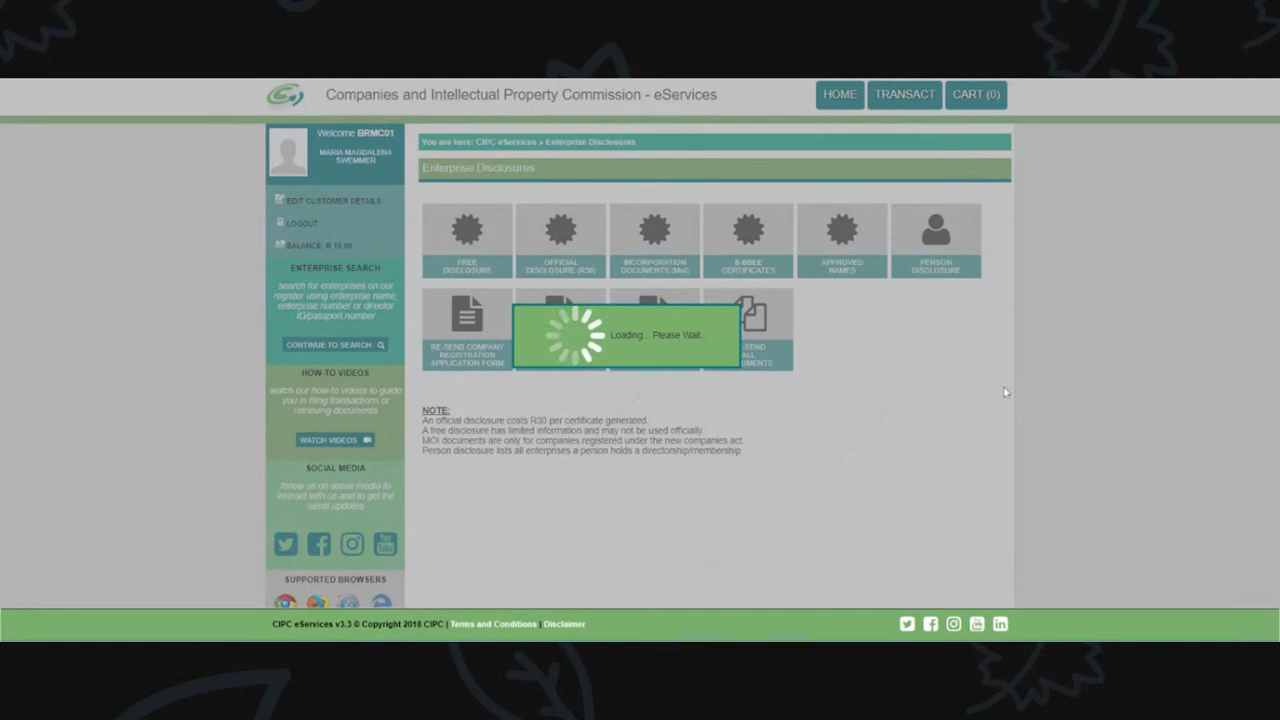 Companies and Intellectual Property Commission - eServices
HOME
TRANSACT
CART (0)
Welcome BRMC01
MARIA MAGDALENA
SWEMMER
EDIT CUSTOMER DETAILS
LOGOUT
BALANCE: R 15.00
ENTERPRISE SEARCH
search for enterprises on our
register using enterprise name,
enterprise number or director
ID/passport number
CONTINUE TO SEARCH
HOW-TO VIDEOS
watch our how-to videos to guide
you in filing transactions or
retrieving documents
WATCH VIDEOS
SOCIAL MEDIA
follow us on social media to
interact with us and to get the
latest updates
You Tube
SUPPORTED BROWSERS
You are here: CIPC eServices » Enterprise Disclosures
Enterprise Disclosures
FREE
DISCLOSURE
OFFICIAL
DISCLOSURE (R30)
INCORPORATION
DOCUMENTS (MoI)
B-BBEE
CERTIFICATES
APPROVED
NAMES
PERSON
DISCLOSURE
RE-SEND COMPANY
REGISTRATION
APPLICATION FORM
-SEND
ALL
UMENTS
Loading... Please Wait...
NOTE:
An official disclosure costs R30 per certificate generated.
A free disclosure has limited information and may not be used officially.
MOI documents are only for companies registered under the new companies act.
Person disclosure lists all enterprises a person holds a directorship/membership
CIPC eServices v3.3 © Copyright 2018 CIPC | Terms and Conditions | Disclaimer